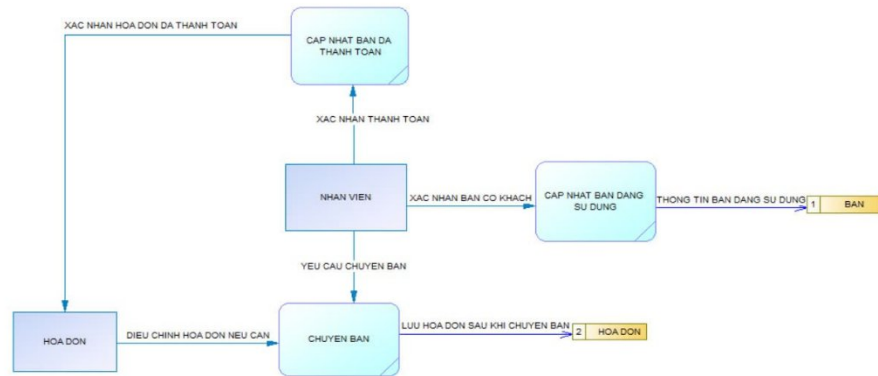 XAC NHAN HOA DON DA THANH TOAN
CAP NHAT BAN DA
THANH TOAN
XAC NHAN THANH TOAN
NHAN VIEN
XAC NHAN BAN CO KHACH
CAP NHAT BAN DANG
SU DUNG
THONG TIN BAN DANG SU DUNG
1 BAN
YEU CAU CHUYEN BAN
HOA DON
DIEU CHINH HOA DON NEU CAN
CHUYEN BAN
LUU HOA DON SAU KHI CHUYEN BAN
2 HOA DON